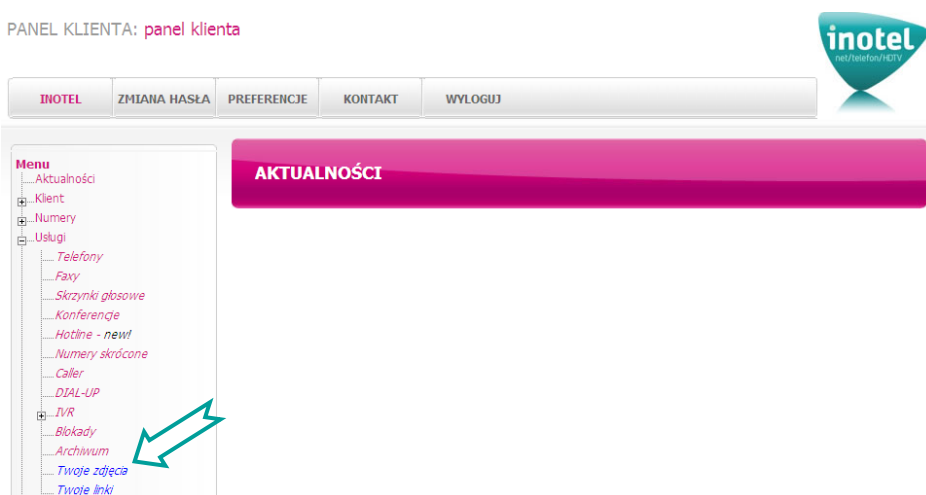 PANEL KLIENTA: panel klienta
inotel
net/telefon/HDTV
INOTEL ZMIANA HASŁA PREFERENCJE KONTAKT WYLOGUJ
Menu
Aktualności
Klient
Numery
Usługi
Telefony
Faxy
Skrzynki głosowe
Konferencje
Hotline - new!
Numery skrócone
Caller
DIAL-UP
IVR
Blokady
Archiwum
Twoje zdjęcia
Twoje linki
AKTUALNOŚCI